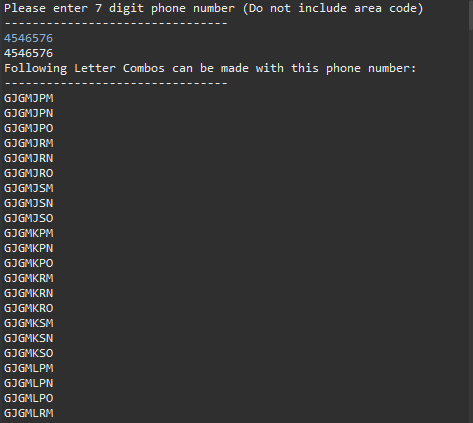 Please enter 7 digit phone number (Do not include area code)
--------------------------------
4546576
4546576
Following Letter Combos can be made with this phone number:
--------------------------------
GJGMJPM
GJGMJPN
GJGMJPO
GJGMJRM
GJGMJRN
GJGMJRO
GJGMJSM
GJGMJSN
GJGMJSO
GJGMKPM
GJGMKPN
GJGMKPO
GJGMKRM
GJGMKRN
GJGMKRO
GJGMKSM
GJGMKSN
GJGMKSO
GJGMLPM
GJGMLPN
GJGMLPO
GJGMLRM